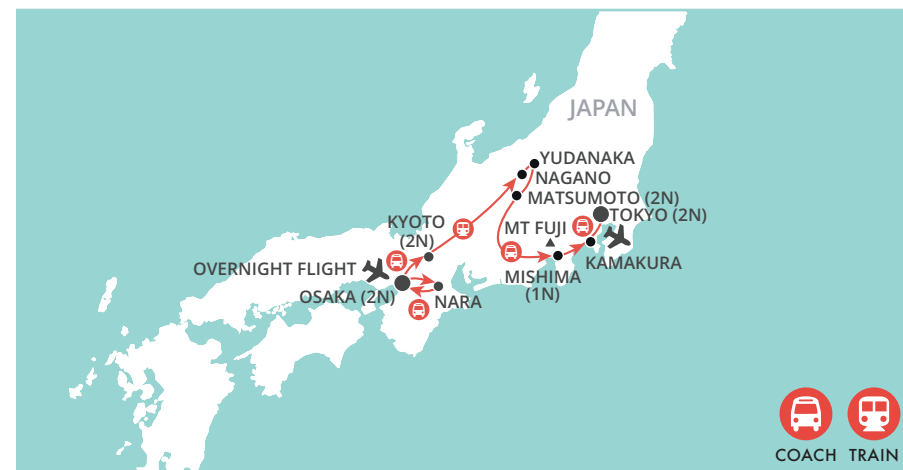 JAPAN
YUDANAKA
NAGANO
MATSUMOTO (2N)
TOKYO (2N)
KYOTO
(2N)
MT FUJI
OVERNIGHT FLIGHT
KAMAKURA
MISHIMA
(1N)
OSAKA (2N)
NARA
COACH TRAIN